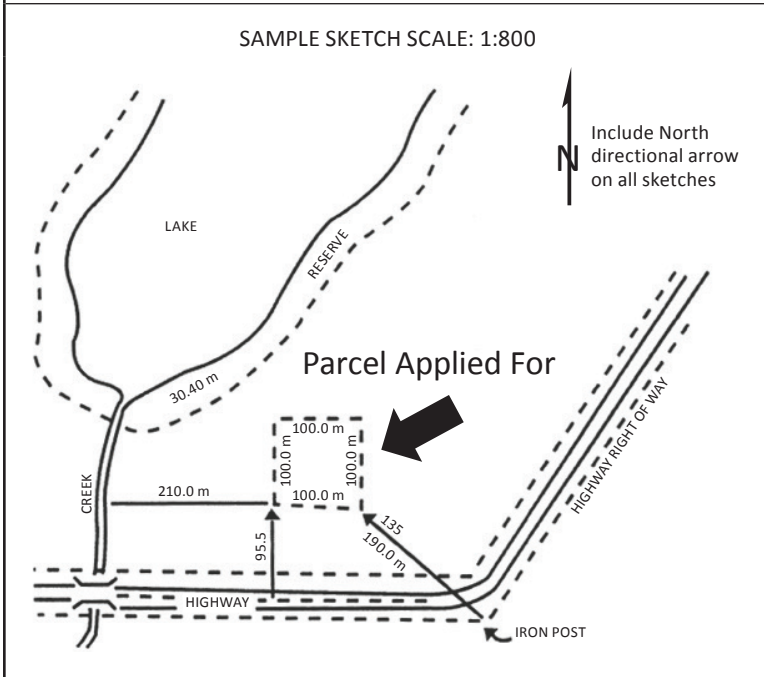 SAMPLE SKETCH SCALE: 1:800
N
Include North
directional arrow
on all sketches
LAKE
RESERVE
30.40 m
Parcel Applied For
100.0 m
100.0 m
100.0 m
100.0 m
CREEK
210.0 m
95.5
135
190.0 m
HIGHWAY RIGHT OF WAY
HIGHWAY
IRON POST